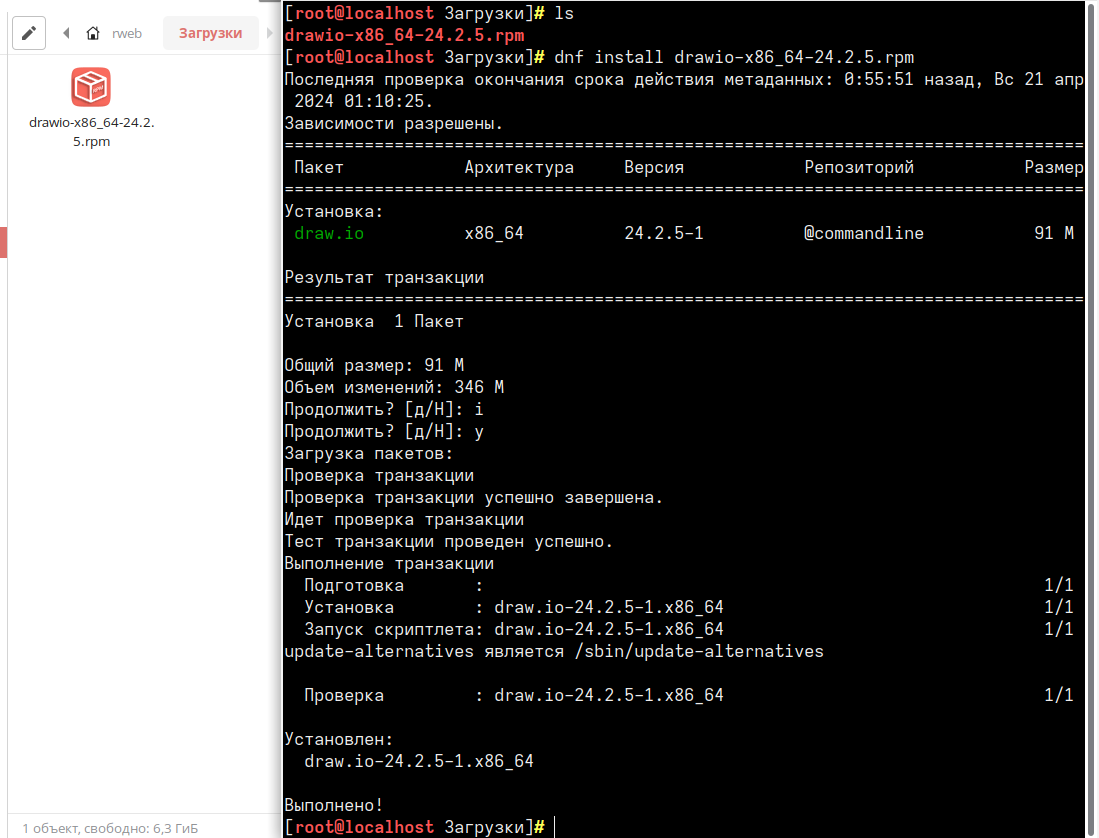 rweb
Загрузки
drawio-x86_64-24.2.
5.rpm
1 объект, свободно: 6,3 ГиБ
[root@localhost Загрузки]# ls
drawio-x86_64-24.2.5.rpm
[root@localhost Загрузки]# dnf install drawio-x86_64-24.2.5.rpm
Последняя проверка окончания срока действия метаданных: 0:55:51 назад, Вс 21 апр
2024 01:10:25.
Зависимости разрешены.
================================================================================
Пакет Архитектура Версия Репозиторий Размер
================================================================================
Установка:
draw.io x86_64 24.2.5-1 @commandline 91 M
Результат транзакции
================================================================================
Установка 1 Пакет
Общий размер: 91 M
Объем изменений: 346 M
Продолжить? [д/Н]: i
Продолжить? [д/Н]: y
Загрузка пакетов:
Проверка транзакции
Проверка транзакции успешно завершена.
Идет проверка транзакции
Тест транзакции проведен успешно.
Выполнение транзакции
Подготовка : 1/1
Установка : draw.io-24.2.5-1.x86_64 1/1
Запуск скриптлета: draw.io-24.2.5-1.x86_64 1/1
update-alternatives является /sbin/update-alternatives
Проверка : draw.io-24.2.5-1.x86_64 1/1
Установлен:
draw.io-24.2.5-1.x86_64
Выполнено!
[root@localhost Загрузки]#